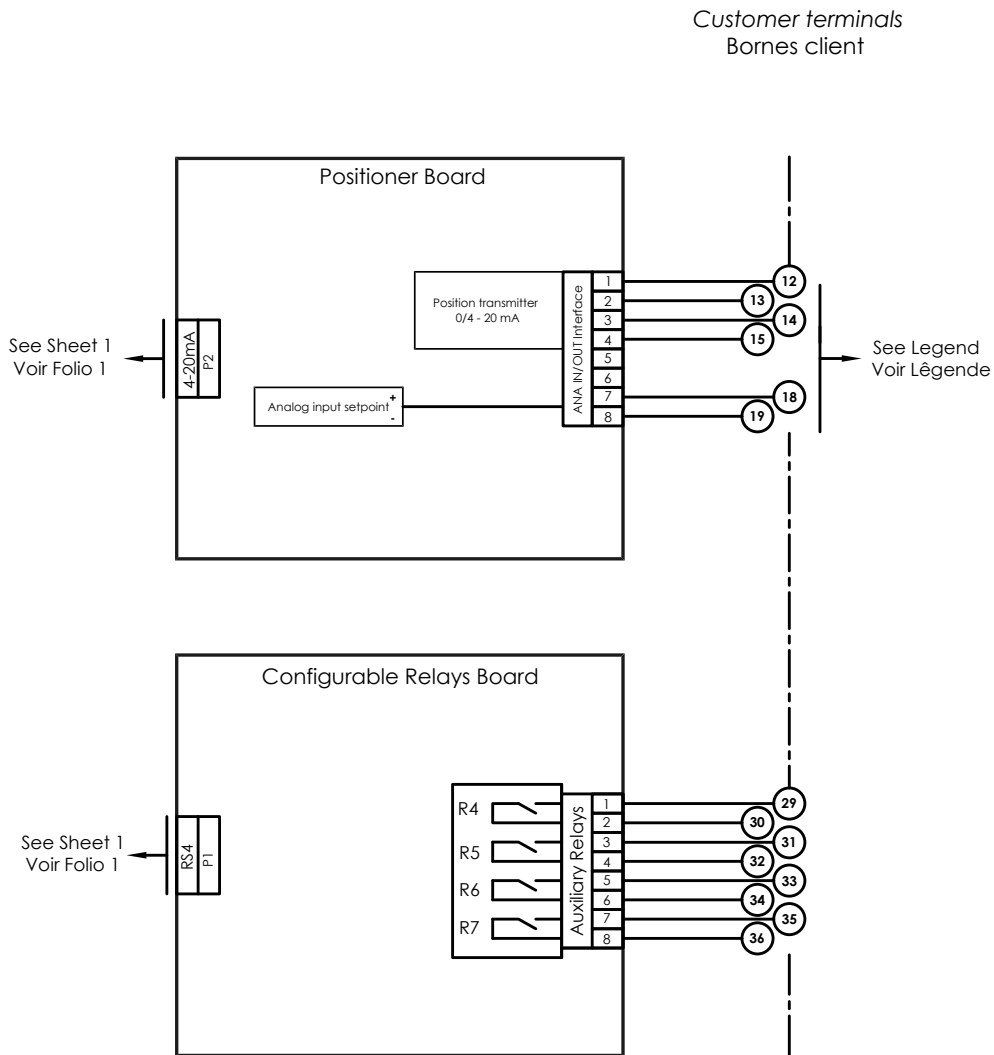 Customer terminals
Bornes client
Positioner Board
Position transmitter
0/4 - 20 mA
ANA IN/OUT Interface
1
2
3
4
5
6
7
8
12
13
14
15
18
19
See Sheet 1
Voir Folio 1
4-20mA
P2
Analog input setpoint
+
-
See Legend
Voir Lêgende
Configurable Relays Board
See Sheet 1
Voir Folio 1
RS4
P1
R4
R5
R6
R7
Auxiliary Relays
1
2
3
4
5
6
7
8
29
30
31
32
33
34
35
36